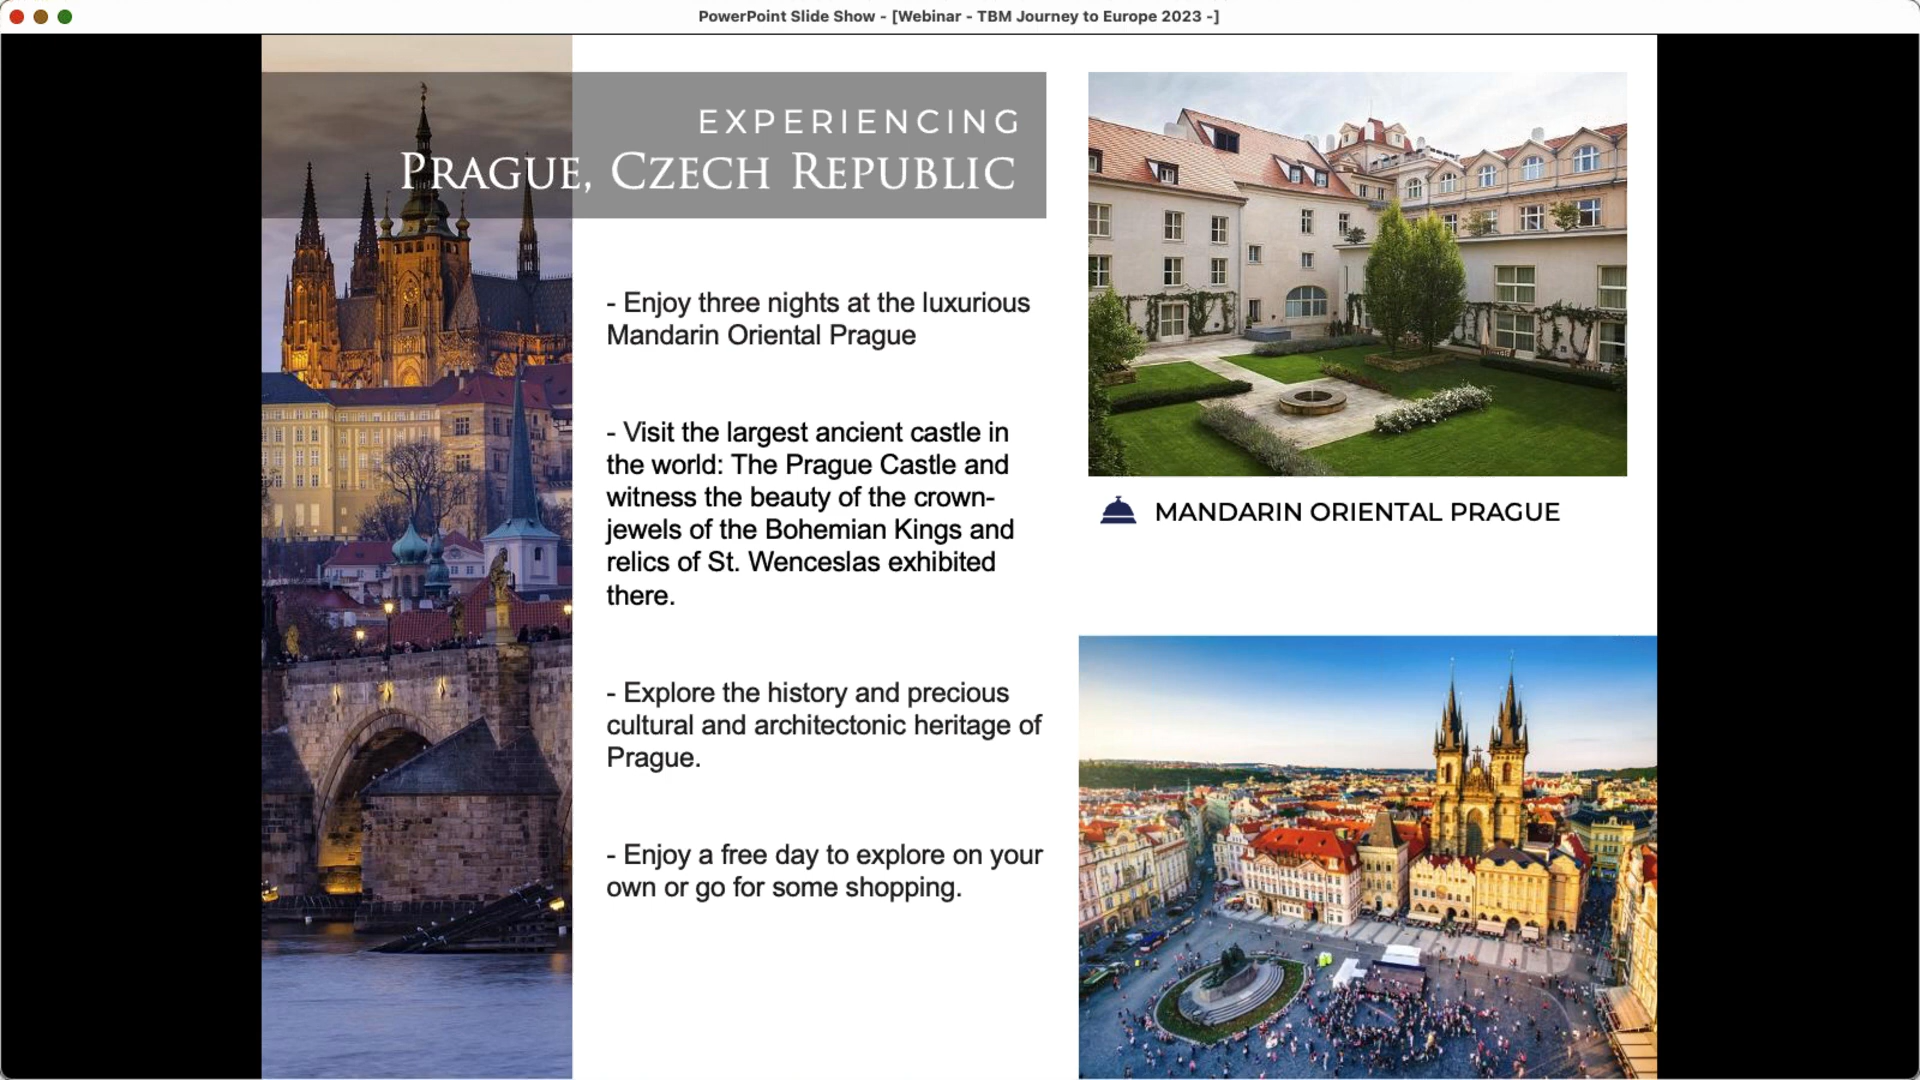 PowerPoint Slide Show - [Webinar - TBM Journey to Europe 2023 -]
EXPERIENCING
PRAGUE, CZECH REPUBLIC
- Enjoy three nights at the luxurious
Mandarin Oriental Prague
- Visit the largest ancient castle in
the world: The Prague Castle and
witness the beauty of the crown-
jewels of the Bohemian Kings and
relics of St. Wenceslas exhibited
there.
- Explore the history and precious
cultural and architectonic heritage of
Prague.
- Enjoy a free day to explore on your
own or go for some shopping.
MANDARIN ORIENTAL PRAGUE